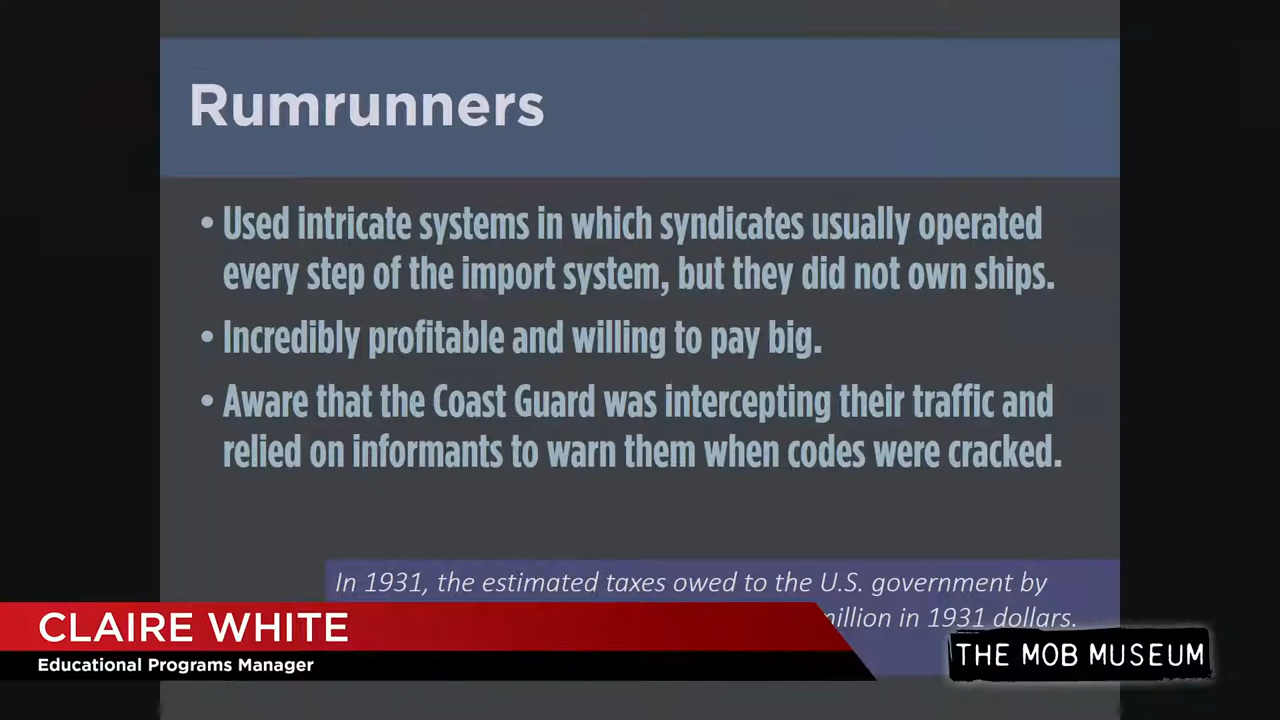 Rumrunners
• Used intricate systems in which syndicates usually operated
every step of the import system, but they did not own ships.
• Incredibly profitable and willing to pay big.
• Aware that the Coast Guard was intercepting their traffic and
relied on informants to warn them when codes were cracked.
In 1931, the estimated taxes owed to the U.S. government by
million in 1931 dollars.
CLAIRE WHITE
Educational Programs Manager
THE MOB MUSEUM